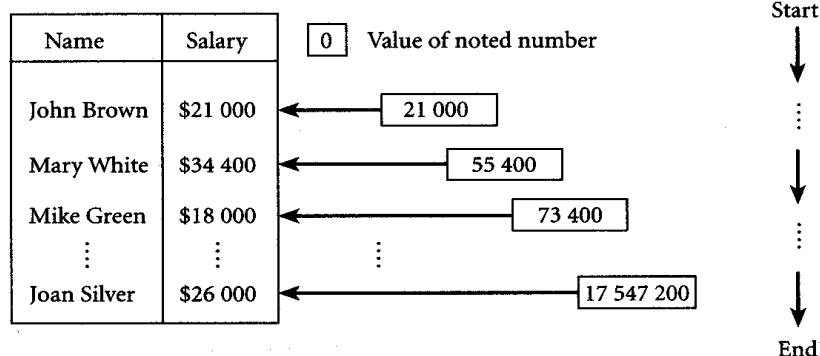 Start
Name Salary 0 Value of noted number
John Brown $21 000 21 000
Mary White $34 400 55 400
Mike Green $18 000 73 400
Joan Silver $26 000 17 547 200
End